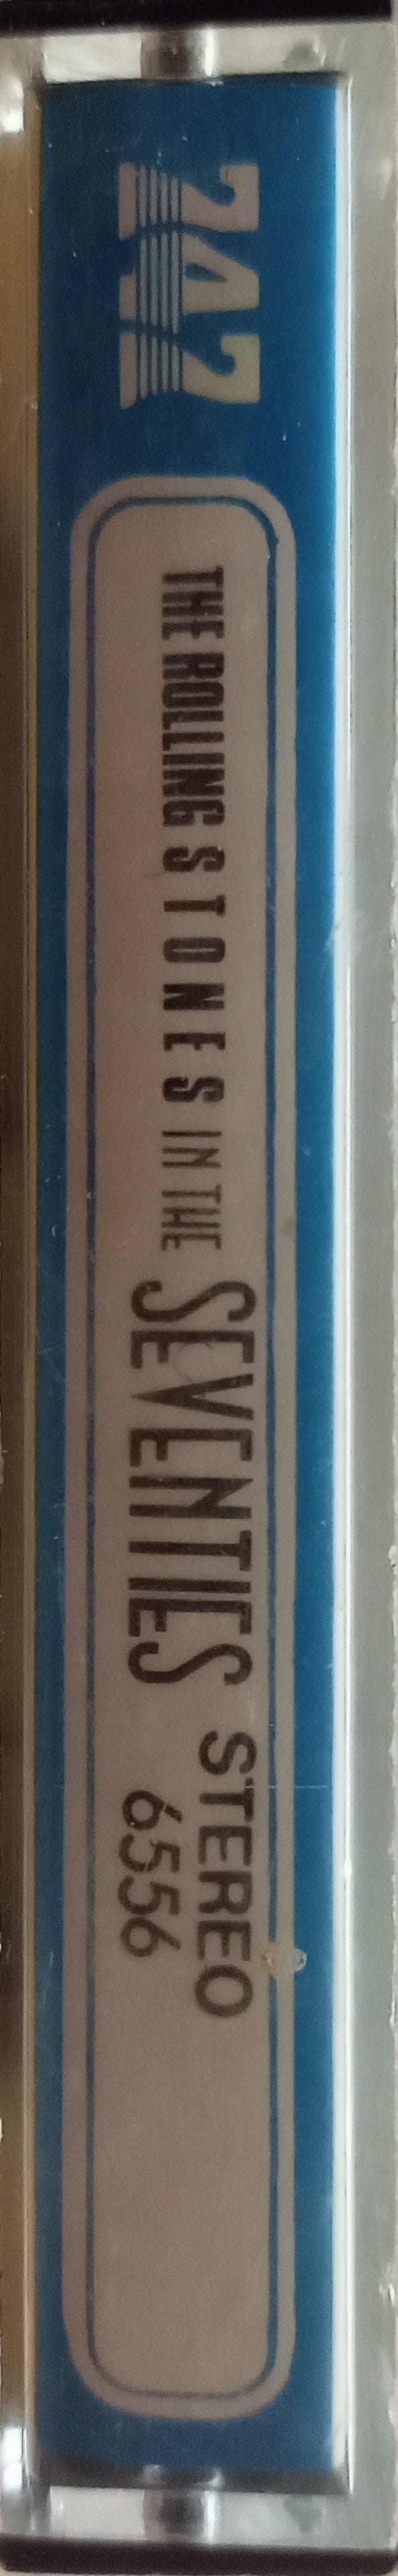 242
THE ROLLING STONES IN THE SEVENTIES
STEREO
6556